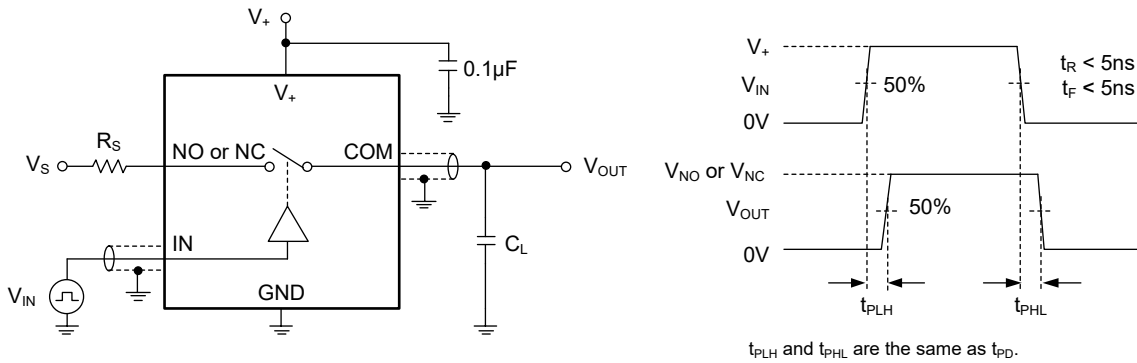 V+
0.1µF
V+
RS
VS
NO or NC
COM
VOUT
IN
CL
VIN
GND
V+
tR < 5ns
VIN
50%
tF < 5ns
0V
VNO or VNC
VOUT
50%
0V
tPLH
tPHL
tPLH and tPHL are the same as tPD.